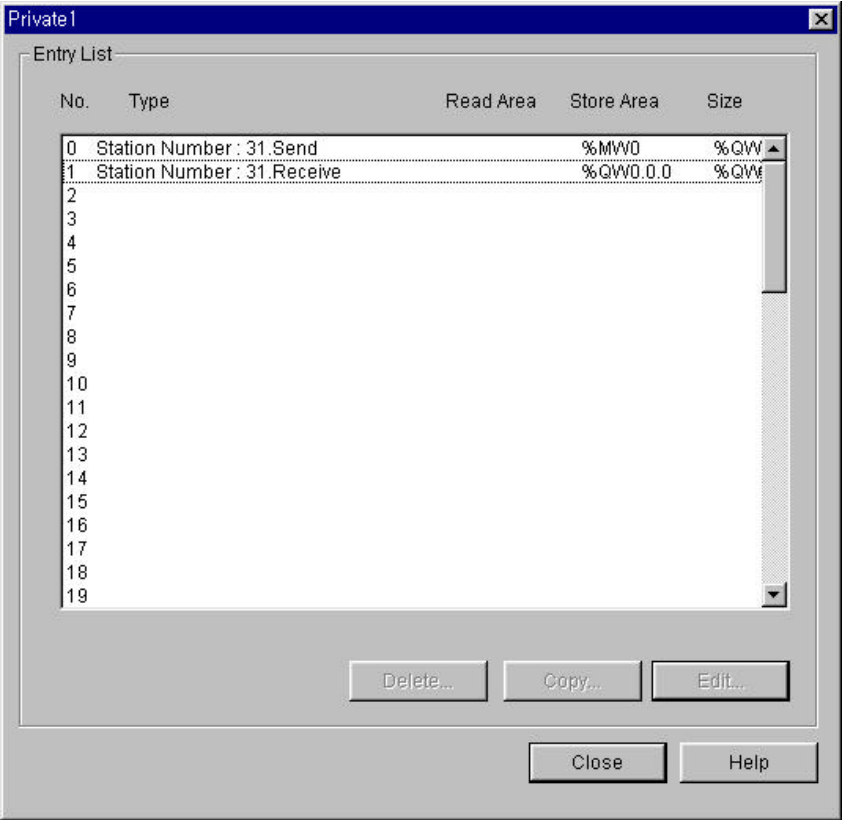 Private1
Entry List
No. Type Read Area Store Area Size
0 Station Number : 31.Send %MW0 %QW
1 Station Number : 31.Receive %QW0.0.0 %QW
2
3
4
5
6
7
8
9
10
11
12
13
14
15
16
17
18
19
Delete... Copy... Edit...
Close Help